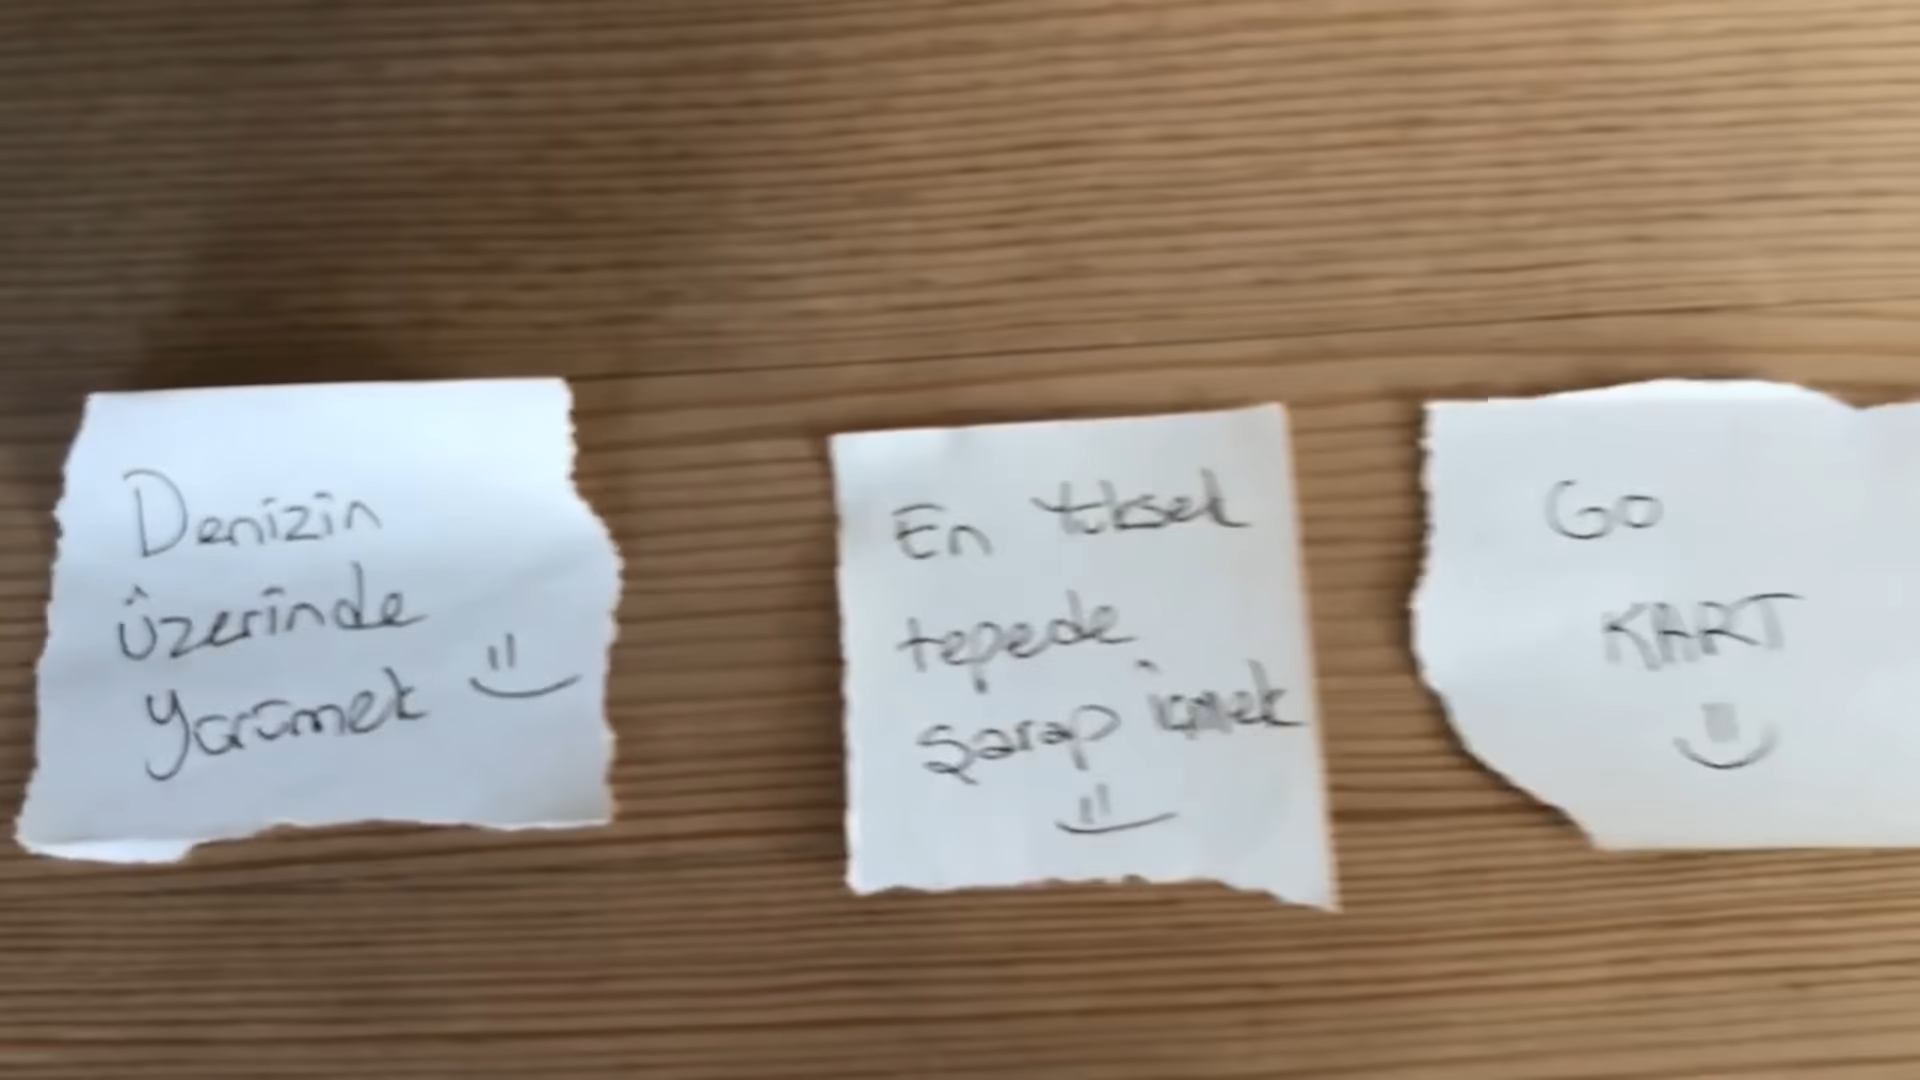 Denizin
üzerinde
Yürümek
En Yüksek
tepede
şarap içmek
Go
KART